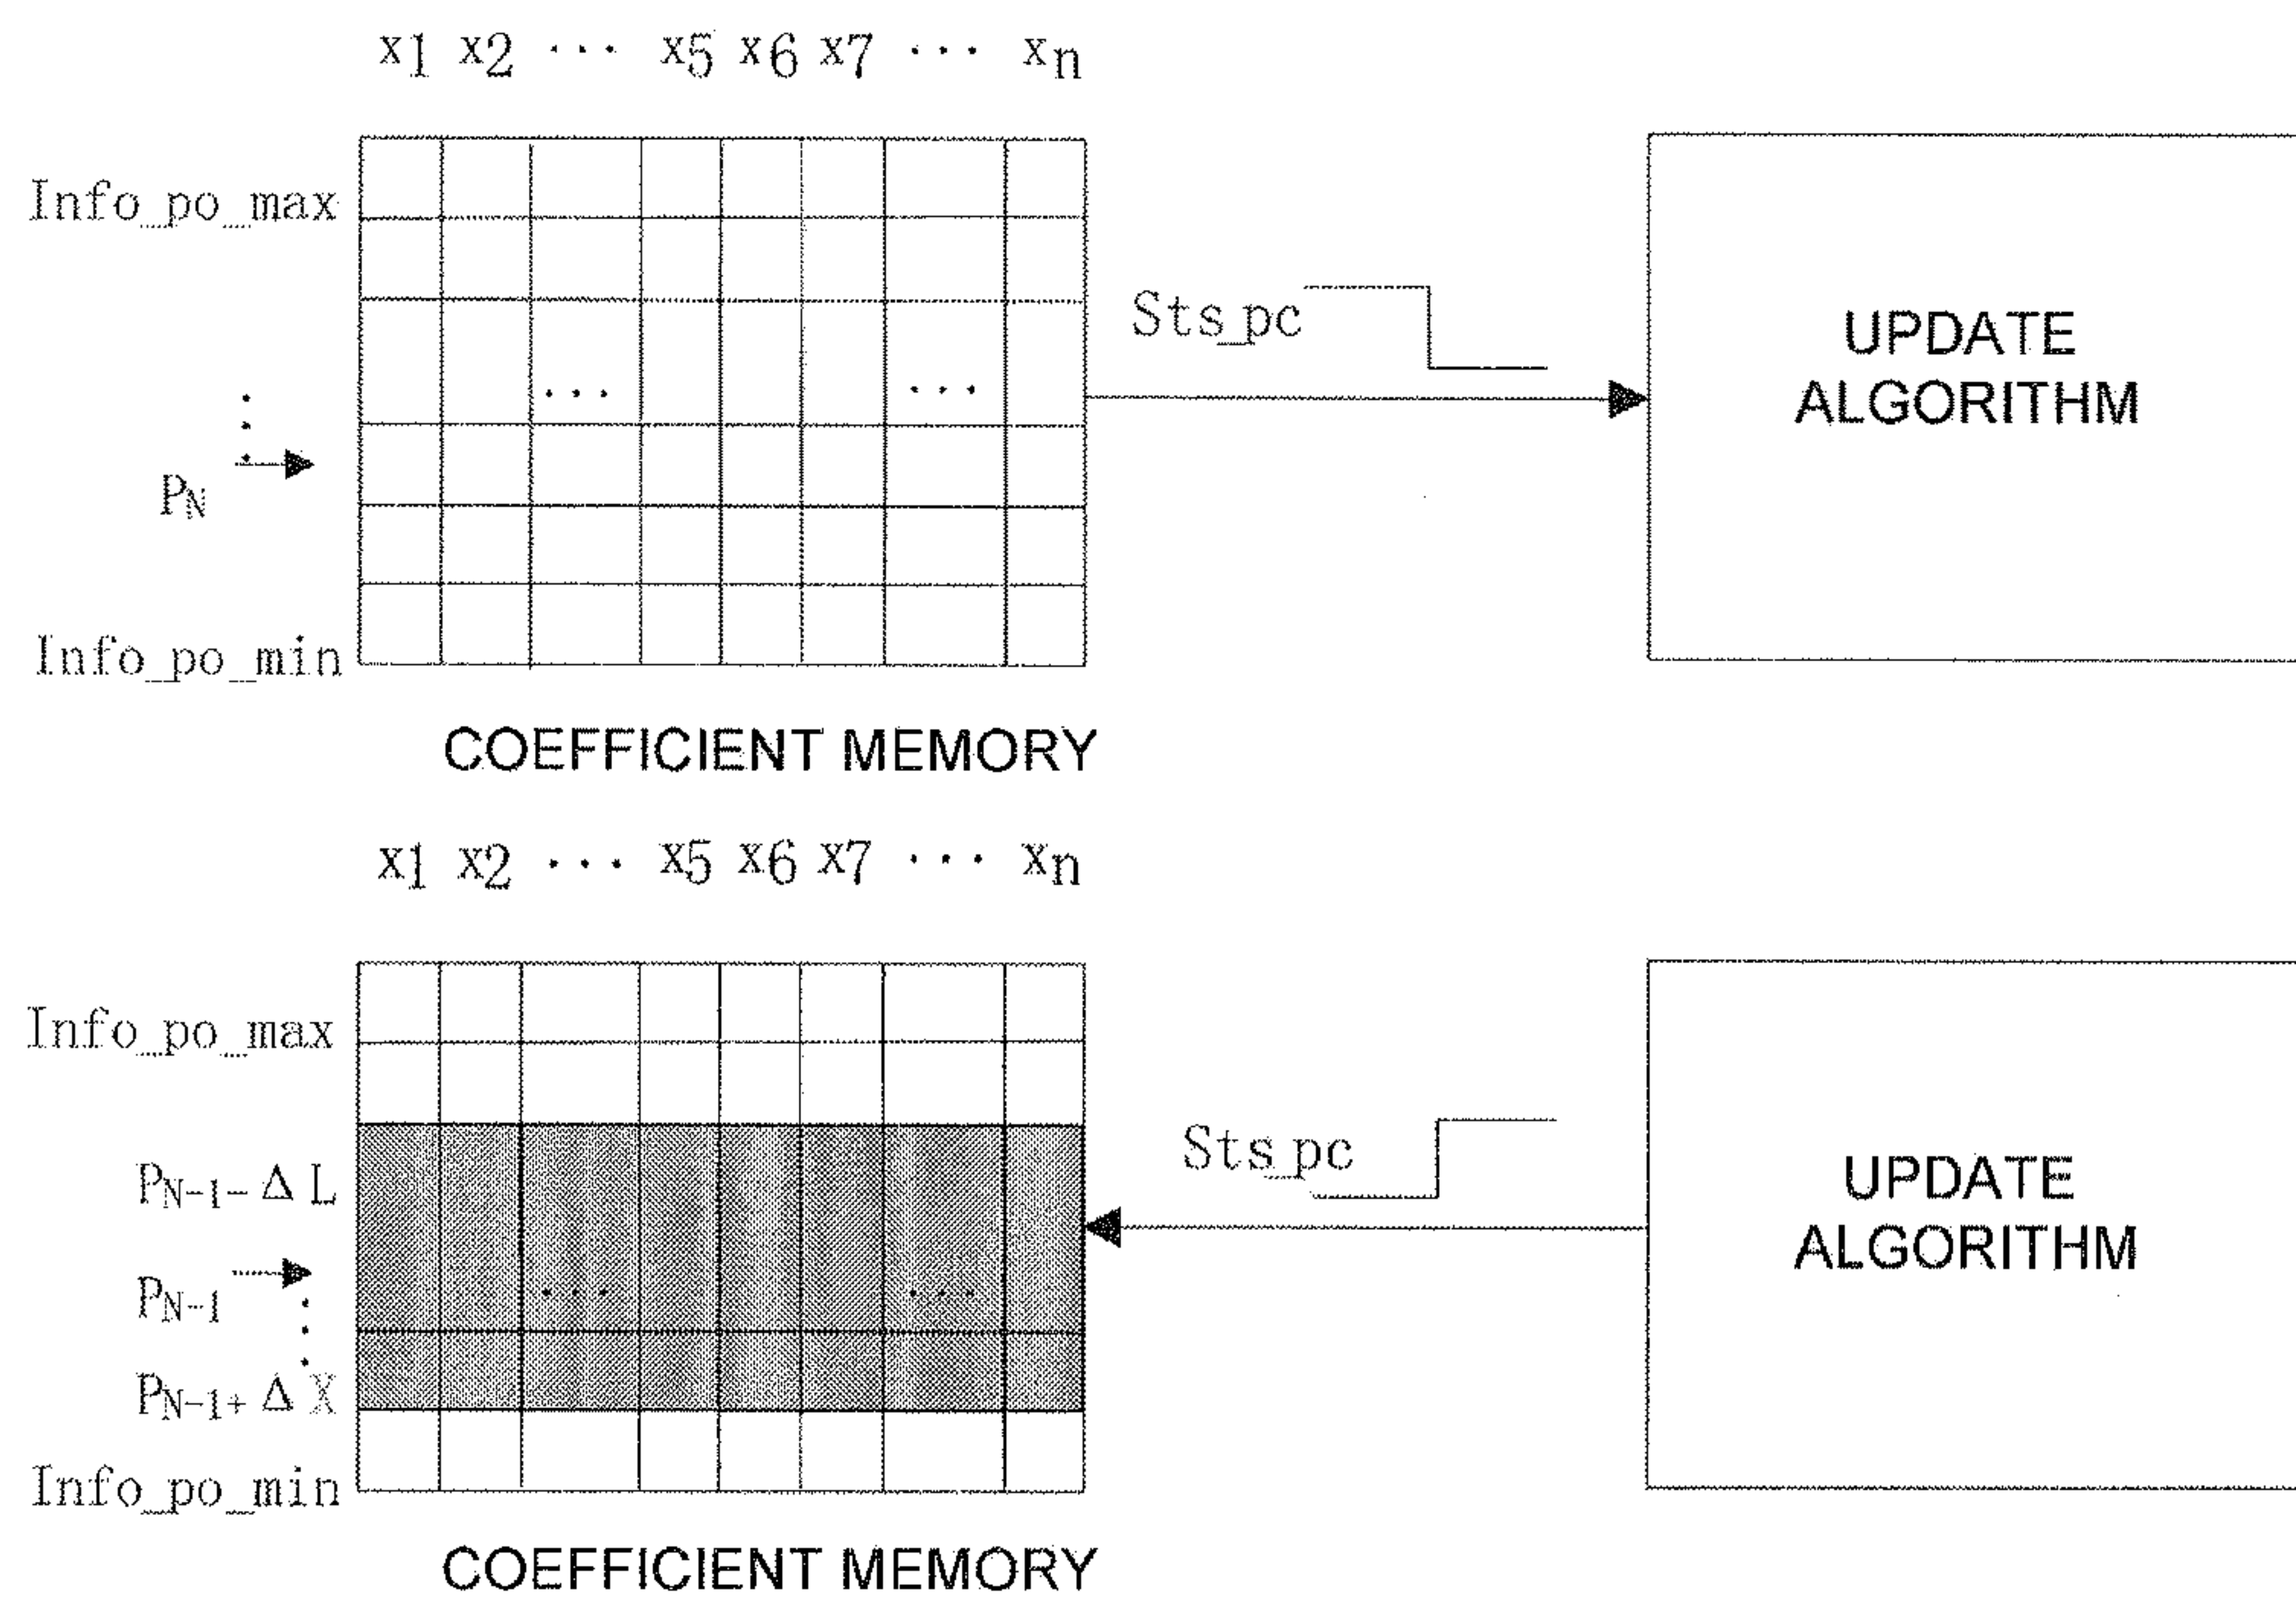 x1 x2 ... x5 x6 x7 ... xn
Info_po_max
Sts_pc
UPDATE
ALGORITHM
PN
Info_po_min
COEFFICIENT MEMORY
x1 x2 ... x5 x6 x7 ... xn
Info_po_max
PN-1-ΔL
Sts_pc
UPDATE
ALGORITHM
PN-1
PN-1+ΔX
Info_po_min
COEFFICIENT MEMORY